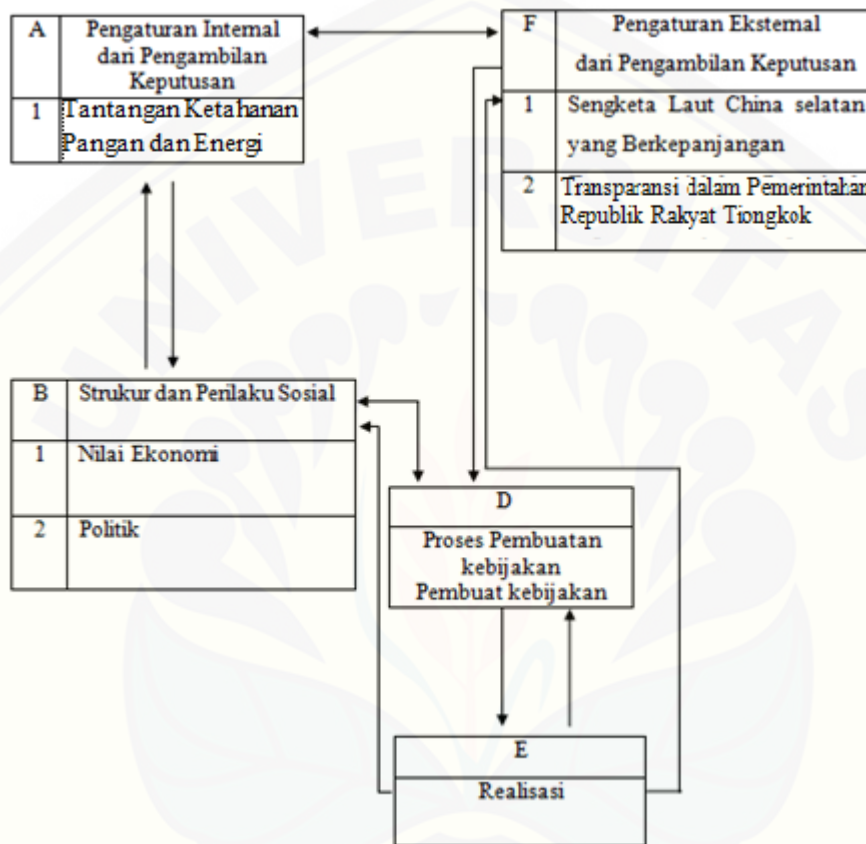 A Pengaturan Internal
dari Pengambilan
Keputusan
1 Tantangan Ketahanan
Pangan dan Energi
F Pengaturan Eksternal
dari Pengambilan Keputusan
1 Sengketa Laut China selatan
yang Berkepanjangan
2 Transparansi dalam Pemerintahan
Republik Rakyat Tiongkok
B Strukur dan Perilaku Sosial
1 Nilai Ekonomi
2 Politik
D
Proses Pembuatan
kebijakan
Pembuat kebijakan
E
Realisasi
UNIVERSITAS